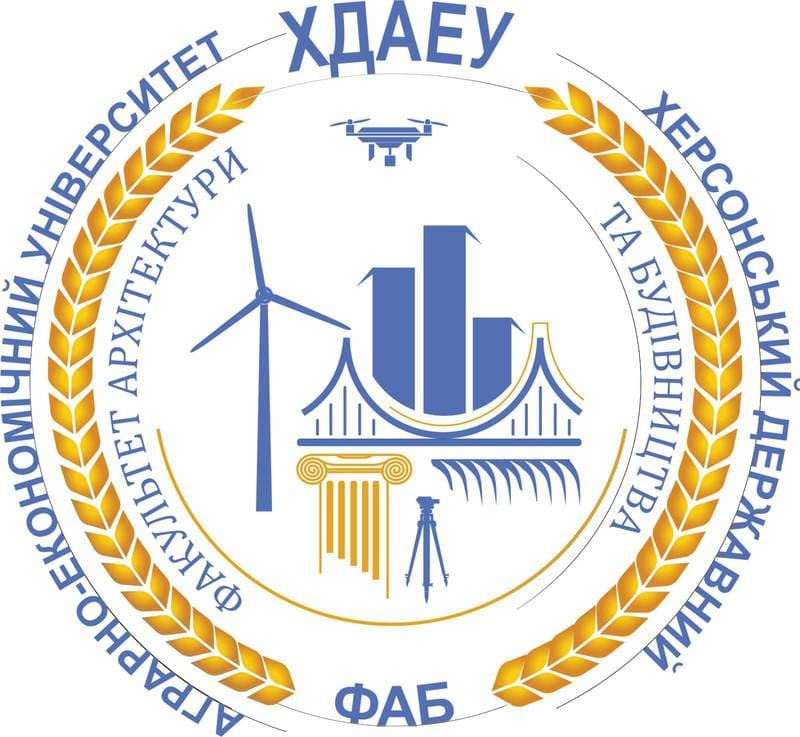 ХДАЕУ
ХЕРСОНСЬКИЙ ДЕРЖАВНИЙ
АГРАРНО-ЕКОНОМІЧНИЙ УНІВЕРСИТЕТ
ФАКУЛЬТЕТ АРХІТЕКТУРИ
ТА БУДІВНИЦТВА
ФАБ